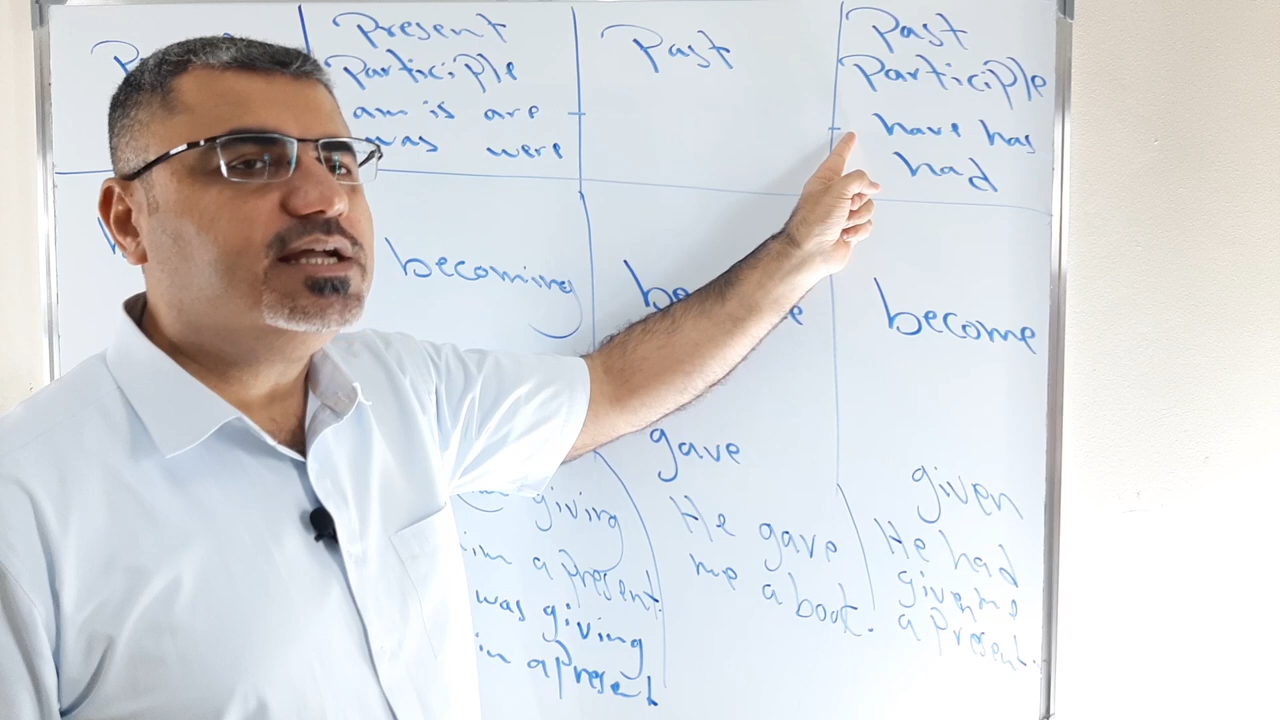 Present
Participle
am is are
was were
Past
Past
Participle
have has
had
becoming
become
gave
He gave
me a book.
given
He had
given me
a present.
giving
a present.
was giving
a present